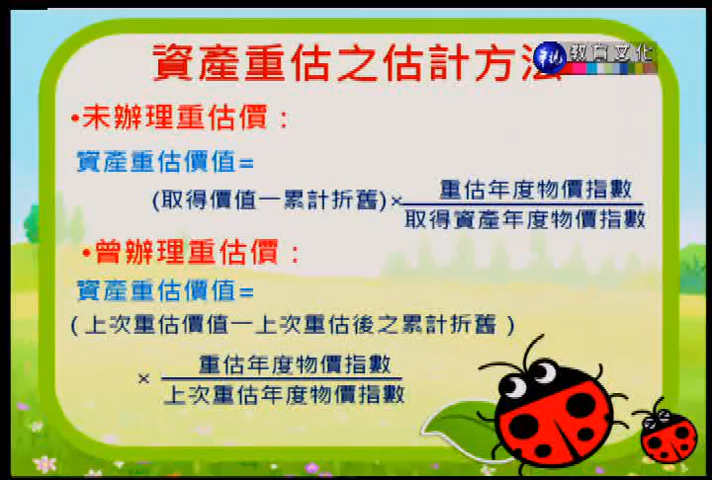 資產重估之估計方法
視 教育文化
•未辦理重估價：
資產重估價值=
(取得價值－累計折舊)×重估年度物價指數
取得資產年度物價指數
•曾辦理重估價：
資產重估價值=
(上次重估價值－上次重估後之累計折舊)
× 重估年度物價指數
上次重估年度物價指數